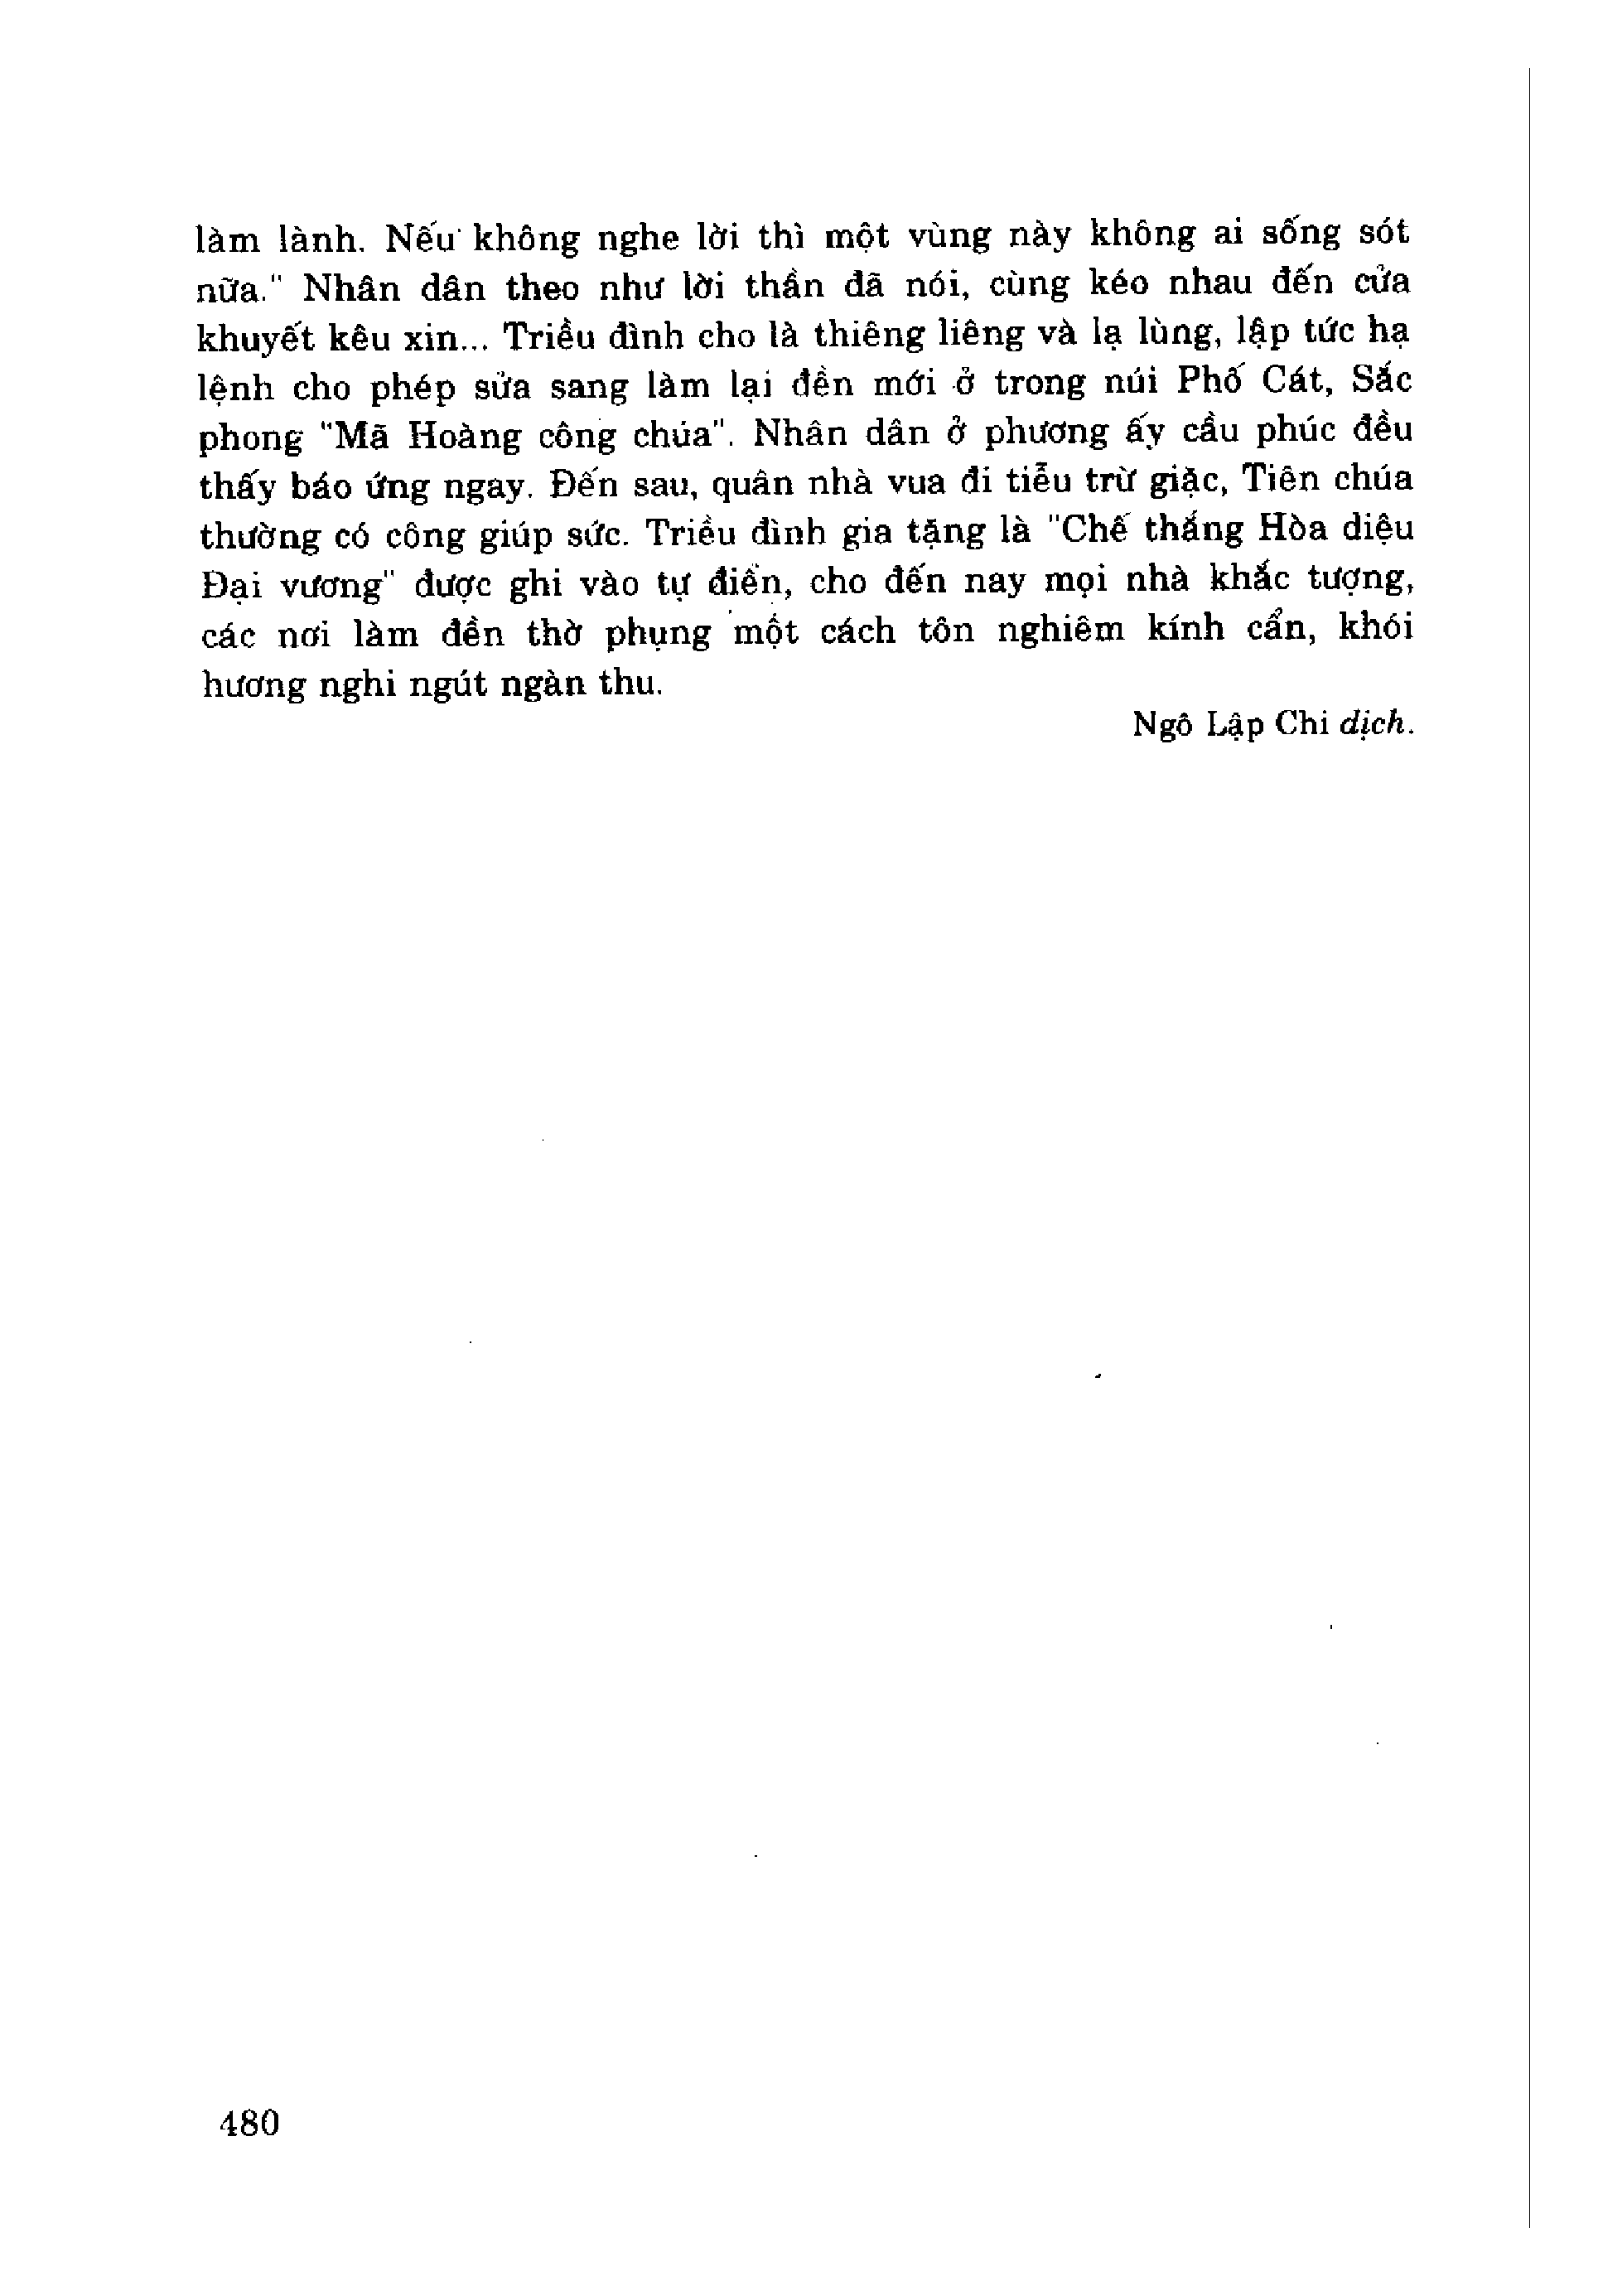 làm lành. Nếu không nghe lời thì một vùng này không ai sống sót
nữa." Nhân dân theo như lời thần đã nói, cùng kéo nhau đến cửa
khuyết kêu xin... Triều đình cho là thiêng liêng và lạ lùng, lập tức hạ
lệnh cho phép sửa sang làm lại đền mới ở trong núi Phố Cát, Sắc
phong "Mã Hoàng công chúa". Nhân dân ở phương ấy cầu phúc đều
thấy báo ứng ngay. Đến sau, quân nhà vua đi tiễu trừ giặc, Tiên chúa
thường có công giúp sức. Triều đình gia tặng là "Chế thắng Hòa diệu
Đại vương" được ghi vào tự điển, cho đến nay mọi nhà khắc tượng,
các nơi làm đền thờ phụng một cách tôn nghiêm kính cẩn, khói
hương nghi ngút ngàn thu.
Ngô Lập Chi dịch.
480